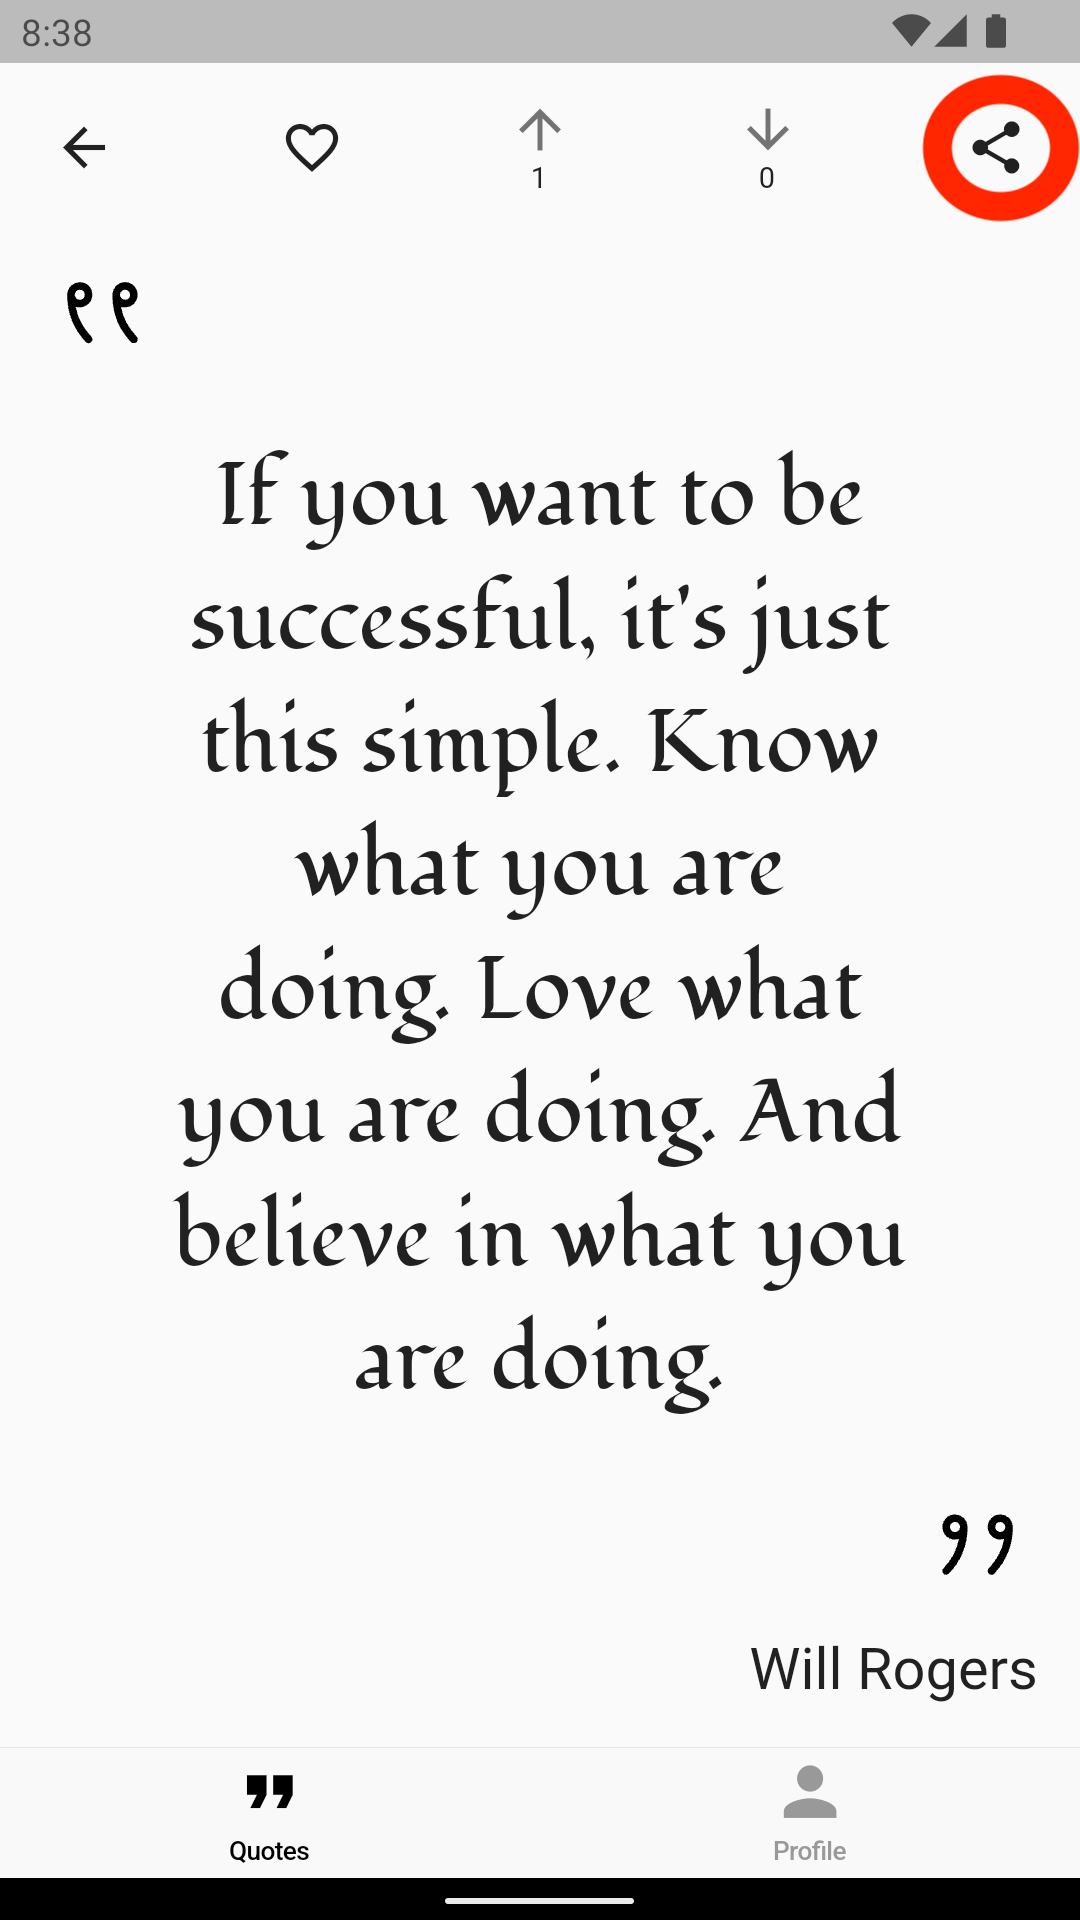 8:38
1
0
If you want to be
successful, it's just
this simple. Know
what you are
doing. Love what
you are doing. And
believe in what you
are doing.
Will Rogers
Quotes
Profile